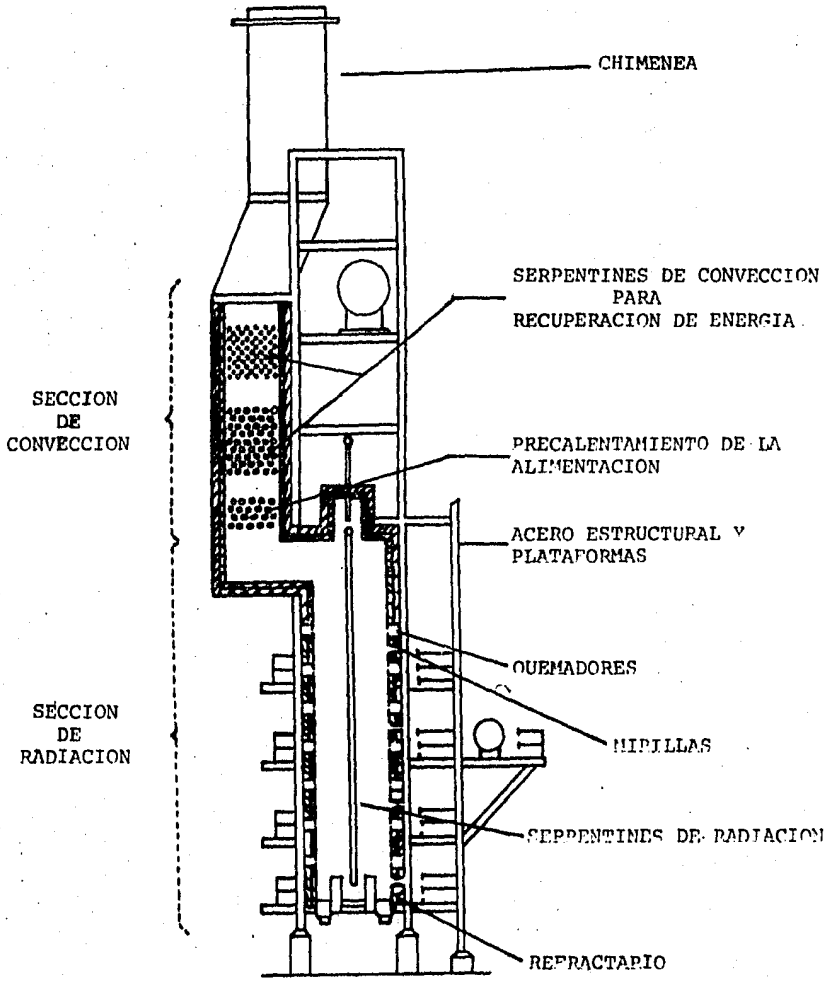 CHIMENEA
SERPENTINES DE CONVECCION
PARA
RECUPERACION DE ENERGIA
SECCION
DE
CONVECCION
PRECALENTAMIENTO DE LA
ALIMENTACION
ACERO ESTRUCTURAL Y
PLATAFORMAS
QUEMADORES
SECCION
DE
RADIACION
MIRILLAS
SERPENTINES DE RADIACION
REFRACTARIO